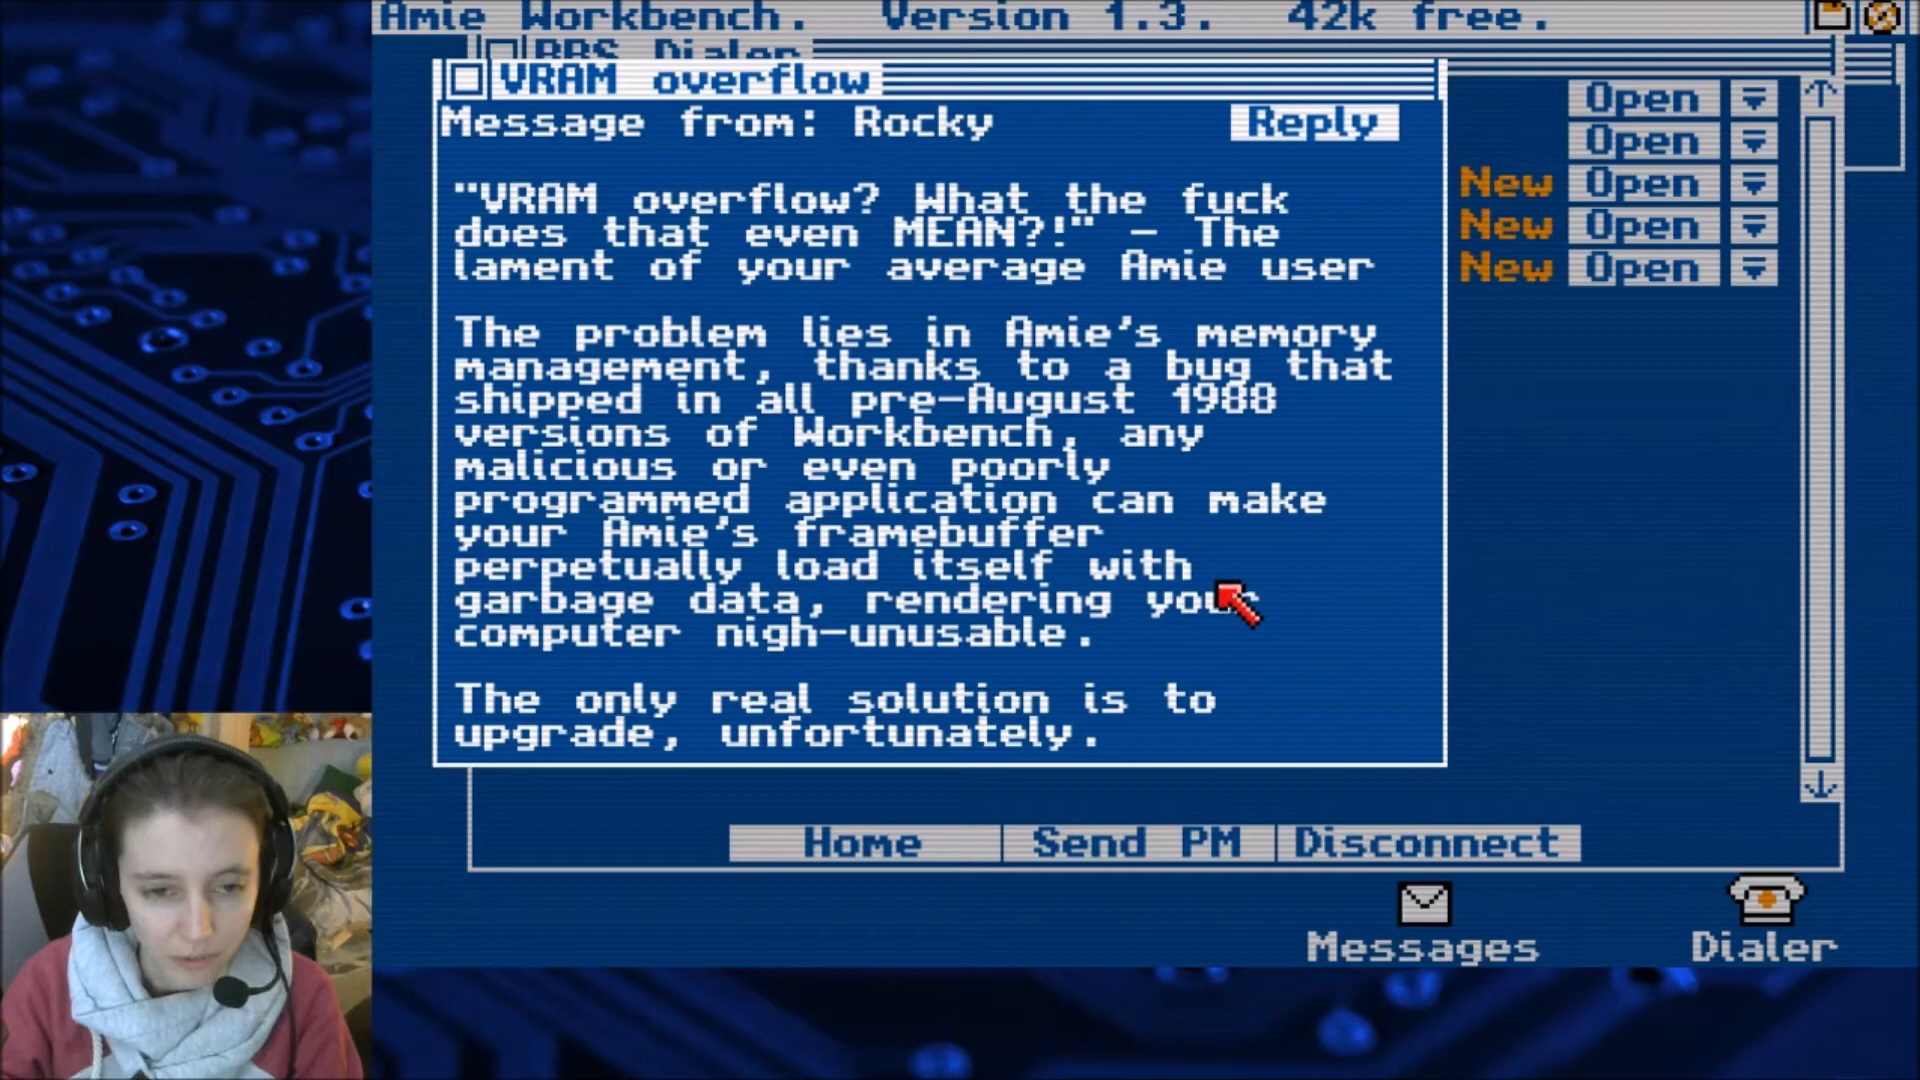 Amie Workbench. Version 1.3. 42k free.
BBS Dialer
VRAM overflow
Message from: Rocky
Reply
"VRAM overflow? What the fuck
does that even MEAN?!" - The
lament of your average Amie user
The problem lies in Amie's memory
management, thanks to a bug that
shipped in all pre-August 1988
versions of Workbench, any
malicious or even poorly
programmed application can make
your Amie's framebuffer
perpetually load itself with
garbage data, rendering your
computer nigh-unusable.
The only real solution is to
upgrade, unfortunately.
Open
Open
New Open
New Open
New Open
Home Send PM Disconnect
Messages Dialer